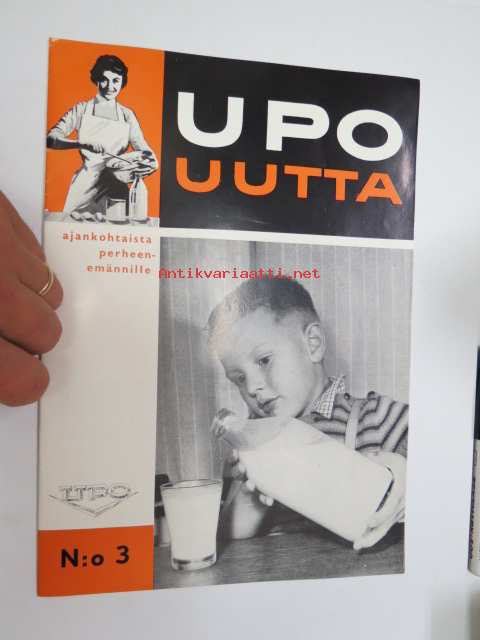 UPO
UUTTA
ajankohtaista
perheen-
emännille
Antikvariaatti.net
UPO
N:o 3